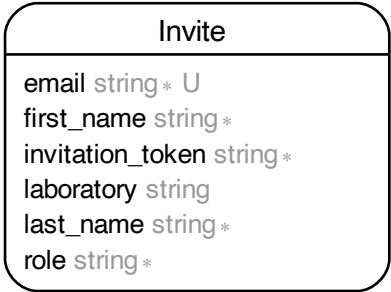 Invite
email string * U
first_name string *
invitation_token string *
laboratory string
last_name string *
role string *